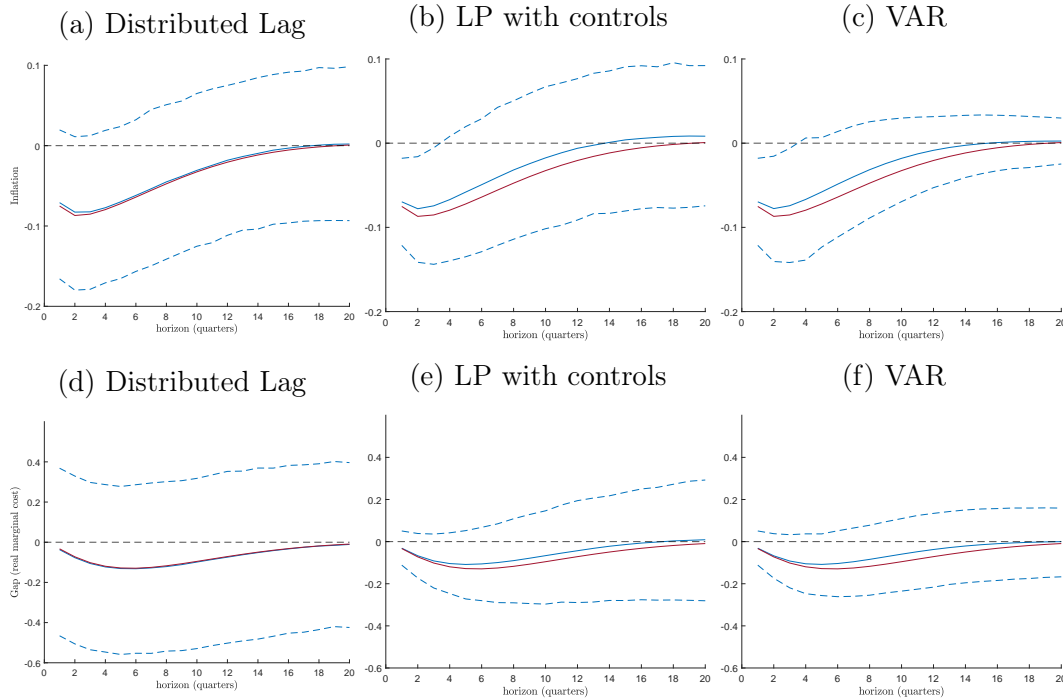 (a) Distributed Lag
(b) LP with controls
(c) VAR
Inflation
0.1
0
-0.1
-0.2
0 2 4 6 8 10 12 14 16 18 20
horizon (quarters)
0.1
0
-0.1
-0.2
0 2 4 6 8 10 12 14 16 18 20
horizon (quarters)
0.1
0
-0.1
-0.2
0 2 4 6 8 10 12 14 16 18 20
horizon (quarters)
(d) Distributed Lag
(e) LP with controls
(f) VAR
Gap (real marginal cost)
0.4
0.2
0
-0.2
-0.4
-0.6
0 2 4 6 8 10 12 14 16 18 20
horizon (quarters)
0.4
0.2
0
-0.2
-0.4
-0.6
0 2 4 6 8 10 12 14 16 18 20
horizon (quarters)
0.4
0.2
0
-0.2
-0.4
-0.6
0 2 4 6 8 10 12 14 16 18 20
horizon (quarters)